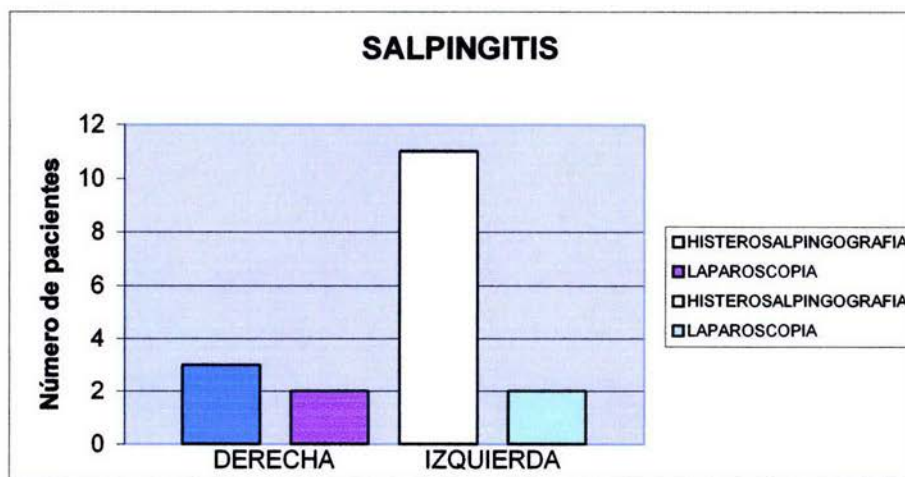 SALPINGITIS
Número de pacientes
12
10
8
6
4
2
0
DERECHA IZQUIERDA
HISTEROSALPINGOGRAFIA
LAPAROSCOPIA
HISTEROSALPINGOGRAFIA
LAPAROSCOPIA